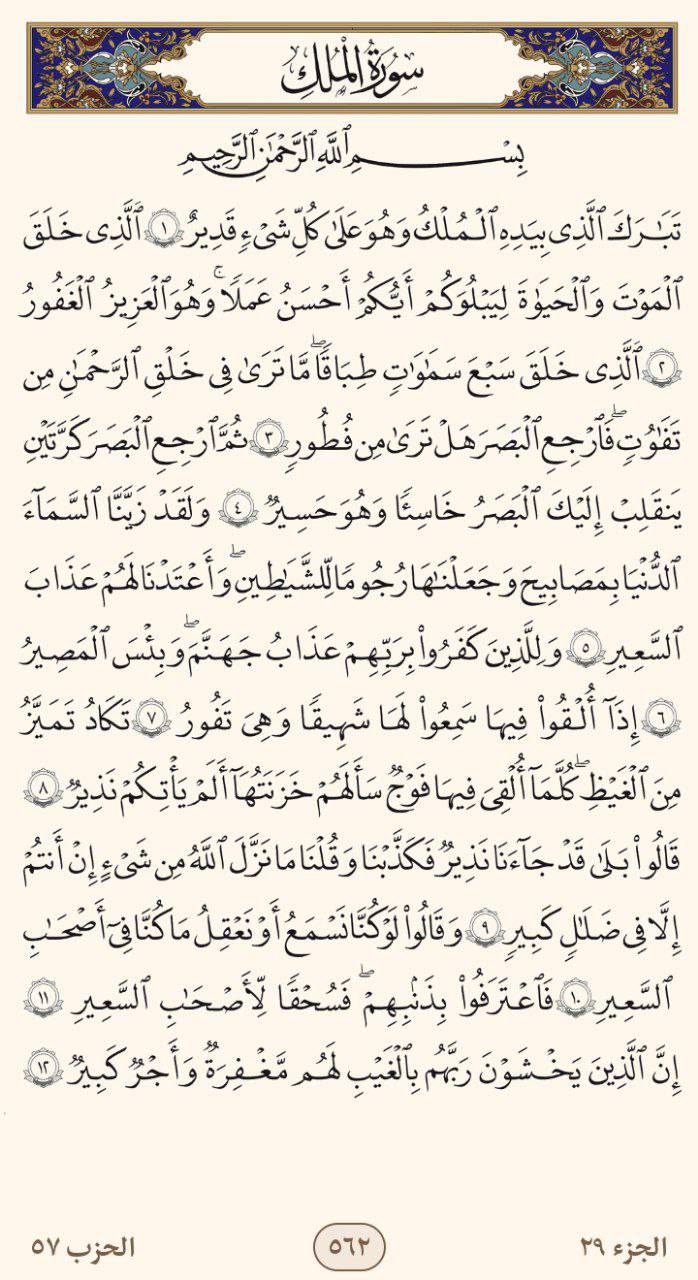 سُورَةُ الْمُلْكِ
بِسْمِ ٱللَّهِ ٱلرَّحْمَٰنِ ٱلرَّحِيمِ
تَبَٰرَكَ ٱلَّذِى بِيَدِهِ ٱلْمُلْكُ وَهُوَ عَلَىٰ كُلِّ شَىْءٍ قَدِيرٌ ١ ٱلَّذِى خَلَقَ
ٱلْمَوْتَ وَٱلْحَيَوٰةَ لِيَبْلُوَكُمْ أَيُّكُمْ أَحْسَنُ عَمَلًا ۚ وَهُوَ ٱلْعَزِيزُ ٱلْغَفُورُ
٢ ٱلَّذِى خَلَقَ سَبْعَ سَمَٰوَٰتٍ طِبَاقًا ۖ مَّا تَرَىٰ فِى خَلْقِ ٱلرَّحْمَٰنِ مِن
تَفَٰوُتٍ ۖ فَٱرْجِعِ ٱلْبَصَرَ هَلْ تَرَىٰ مِن فُطُورٍ ٣ ثُمَّ ٱرْجِعِ ٱلْبَصَرَ كَرَّتَيْنِ
يَنقَلِبْ إِلَيْكَ ٱلْبَصَرُ خَاسِئًا وَهُوَ حَسِيرٌ ٤ وَلَقَدْ زَيَّنَّا ٱلسَّمَآءَ
ٱلدُّنْيَا بِمَصَٰبِيحَ وَجَعَلْنَٰهَا رُجُومًا لِّلشَّيَٰطِينِ ۖ وَأَعْتَدْنَا لَهُمْ عَذَابَ
ٱلسَّعِيرِ ٥ وَلِلَّذِينَ كَفَرُوا۟ بِرَبِّهِمْ عَذَابُ جَهَنَّمَ ۖ وَبِئْسَ ٱلْمَصِيرُ
٦ إِذَآ أُلْقُوا۟ فِيهَا سَمِعُوا۟ لَهَا شَهِيقًا وَهِىَ تَفُورُ ٧ تَكَادُ تَمَيَّزُ
مِنَ ٱلْغَيْظِ ۖ كُلَّمَآ أُلْقِىَ فِيهَا فَوْجٌ سَأَلَهُمْ خَزَنَتُهَآ أَلَمْ يَأْتِكُمْ نَذِيرٌ ٨
قَالُوا۟ بَلَىٰ قَدْ جَآءَنَا نَذِيرٌ فَكَذَّبْنَا وَقُلْنَا مَا نَزَّلَ ٱللَّهُ مِن شَىْءٍ إِنْ أَنتُمْ
إِلَّا فِى ضَلَٰلٍ كَبِيرٍ ٩ وَقَالُوا۟ لَوْ كُنَّا نَسْمَعُ أَوْ نَعْقِلُ مَا كُنَّا فِىٓ أَصْحَٰبِ
ٱلسَّعِيرِ ١٠ فَٱعْتَرَفُوا۟ بِذَنۢبِهِمْ ۖ فَسُحْقًا لِّأَصْحَٰبِ ٱلسَّعِيرِ ١١
إِنَّ ٱلَّذِينَ يَخْشَوْنَ رَبَّهُم بِٱلْغَيْبِ لَهُم مَّغْفِرَةٌ وَأَجْرٌ كَبِيرٌ ١٢
الجزء ٢٩ ٥٦٢ الحزب ٥٧